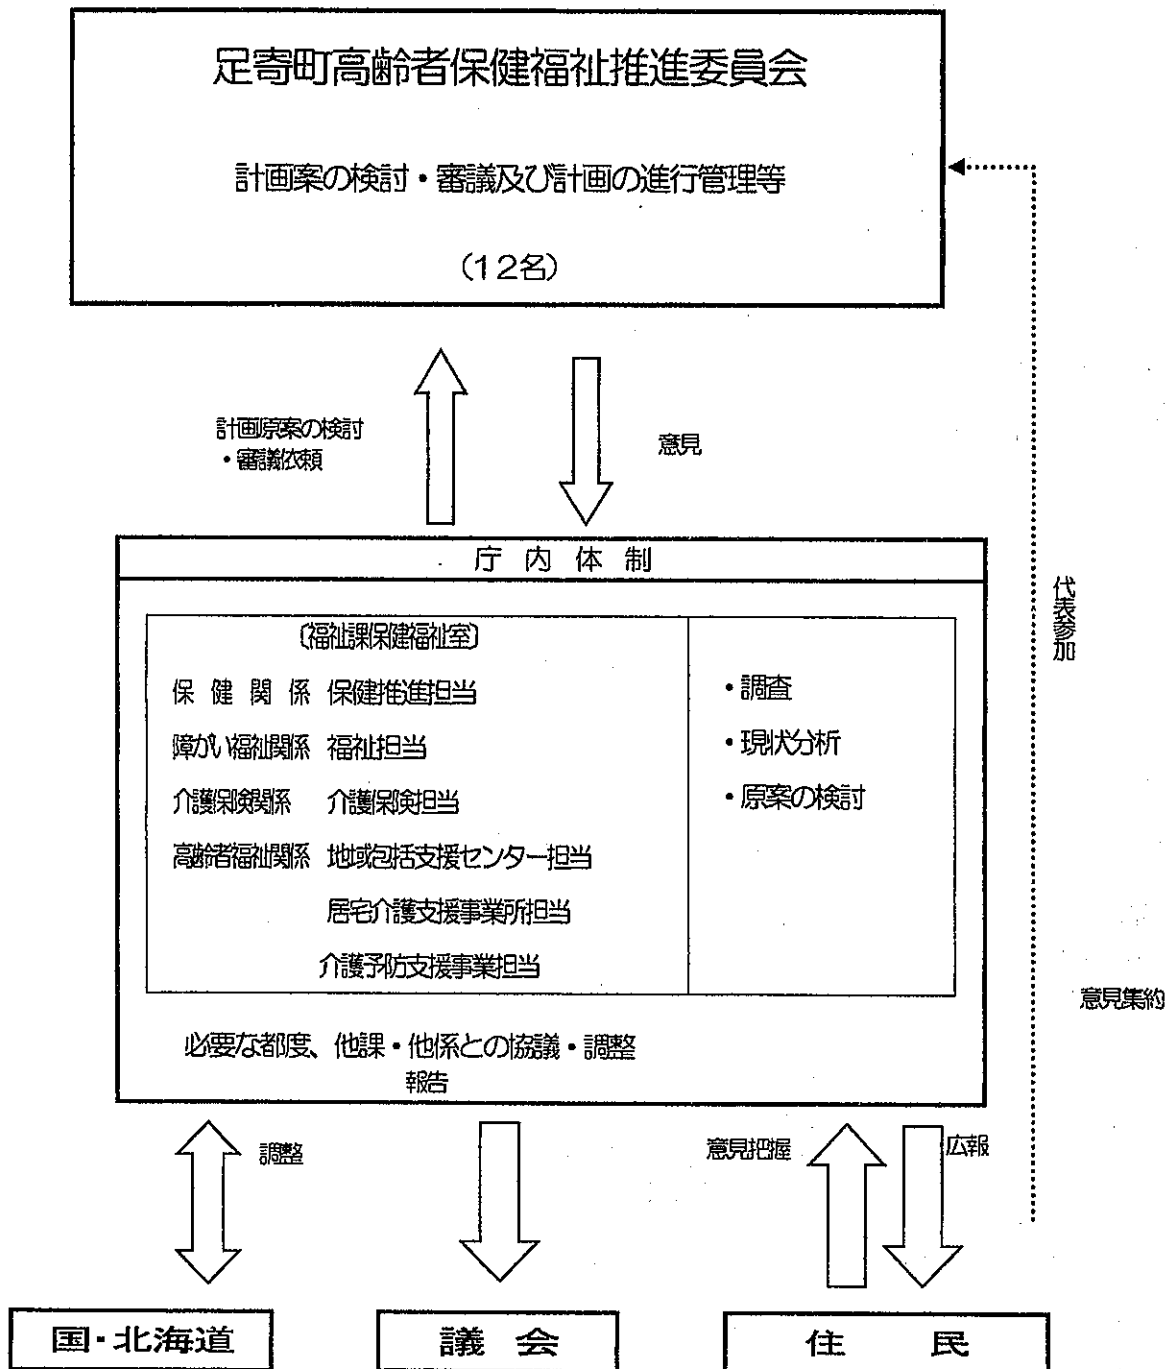 足寄町高齢者保健福祉推進委員会
計画案の検討・審議及び計画の進行管理等
(12名)
計画原案の検討
・審議依頼
意見
庁内体制
〔福祉課保健福祉室〕
保健関係 保健推進担当
障がい福祉関係 福祉担当
介護保険関係 介護保険担当
高齢者福祉関係 地域包括支援センター担当
居宅介護支援事業所担当
介護予防支援事業担当
・調査
・現状分析
・原案の検討
必要な都度、他課・他係との協議・調整
報告
代表参加
意見集約
調整
意見把握
広報
国・北海道
議会
住民